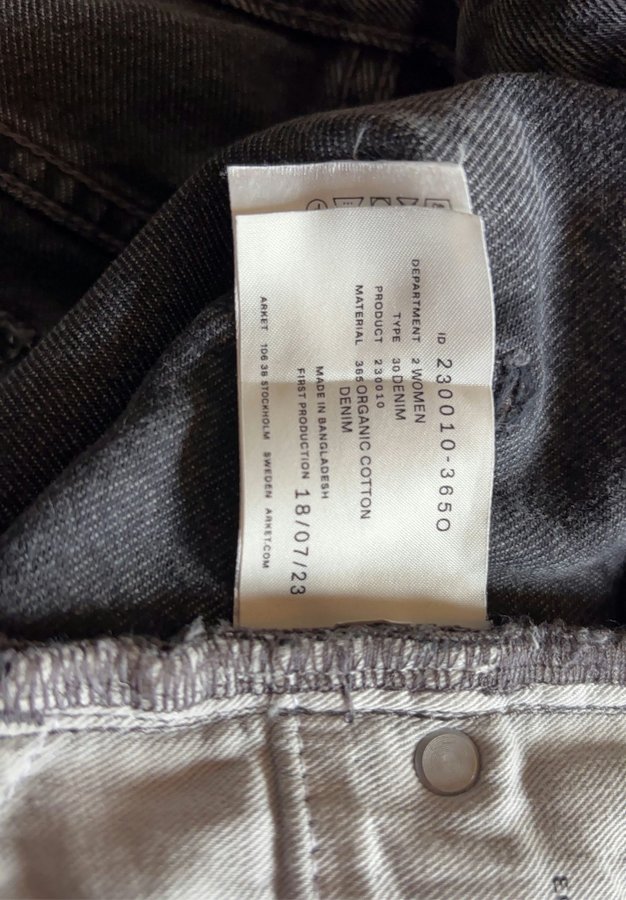 ID 230010-365O
DEPARTMENT 2 WOMEN
TYPE 30 DENIM
PRODUCT 230010
MATERIAL 365 ORGANIC COTTON
DENIM
MADE IN BANGLADESH
FIRST PRODUCTION 18/07/23
ARKET 106 38 STOCKHOLM SWEDEN ARKET.COM